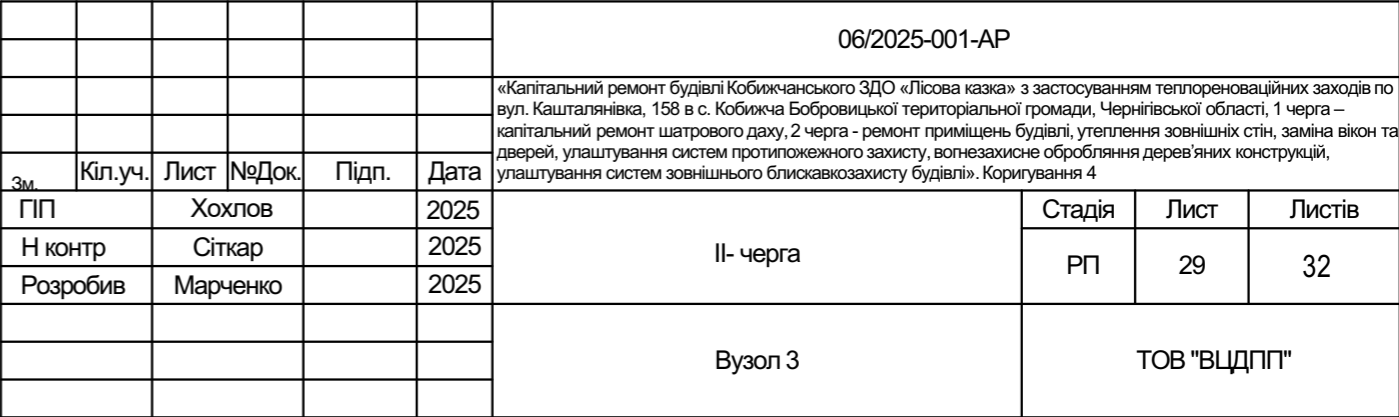 06/2025-001-АР
«Капітальний ремонт будівлі Кобижчанського ЗДО «Лісова казка» з застосуванням теплореноваційних заходів по
вул. Кашталянівка, 158 в с. Кобижча Бобровицької територіальної громади, Чернігівської області, 1 черга –
капітальний ремонт шатрового даху, 2 черга - ремонт приміщень будівлі, утеплення зовнішніх стін, заміна вікон та
дверей, улаштування систем протипожежного захисту, вогнезахисне обробляння дерев’яних конструкцій,
улаштування систем зовнішнього блискавкозахисту будівлі». Коригування 4
Зм. Кіл.уч. Лист №Док. Підп. Дата
ГІП Хохлов 2025
Н контр Сіткар 2025
Розробив Марченко 2025
ІІ- черга
Стадія Лист Листів
РП 29 32
Вузол 3
ТОВ "ВЦДПП"